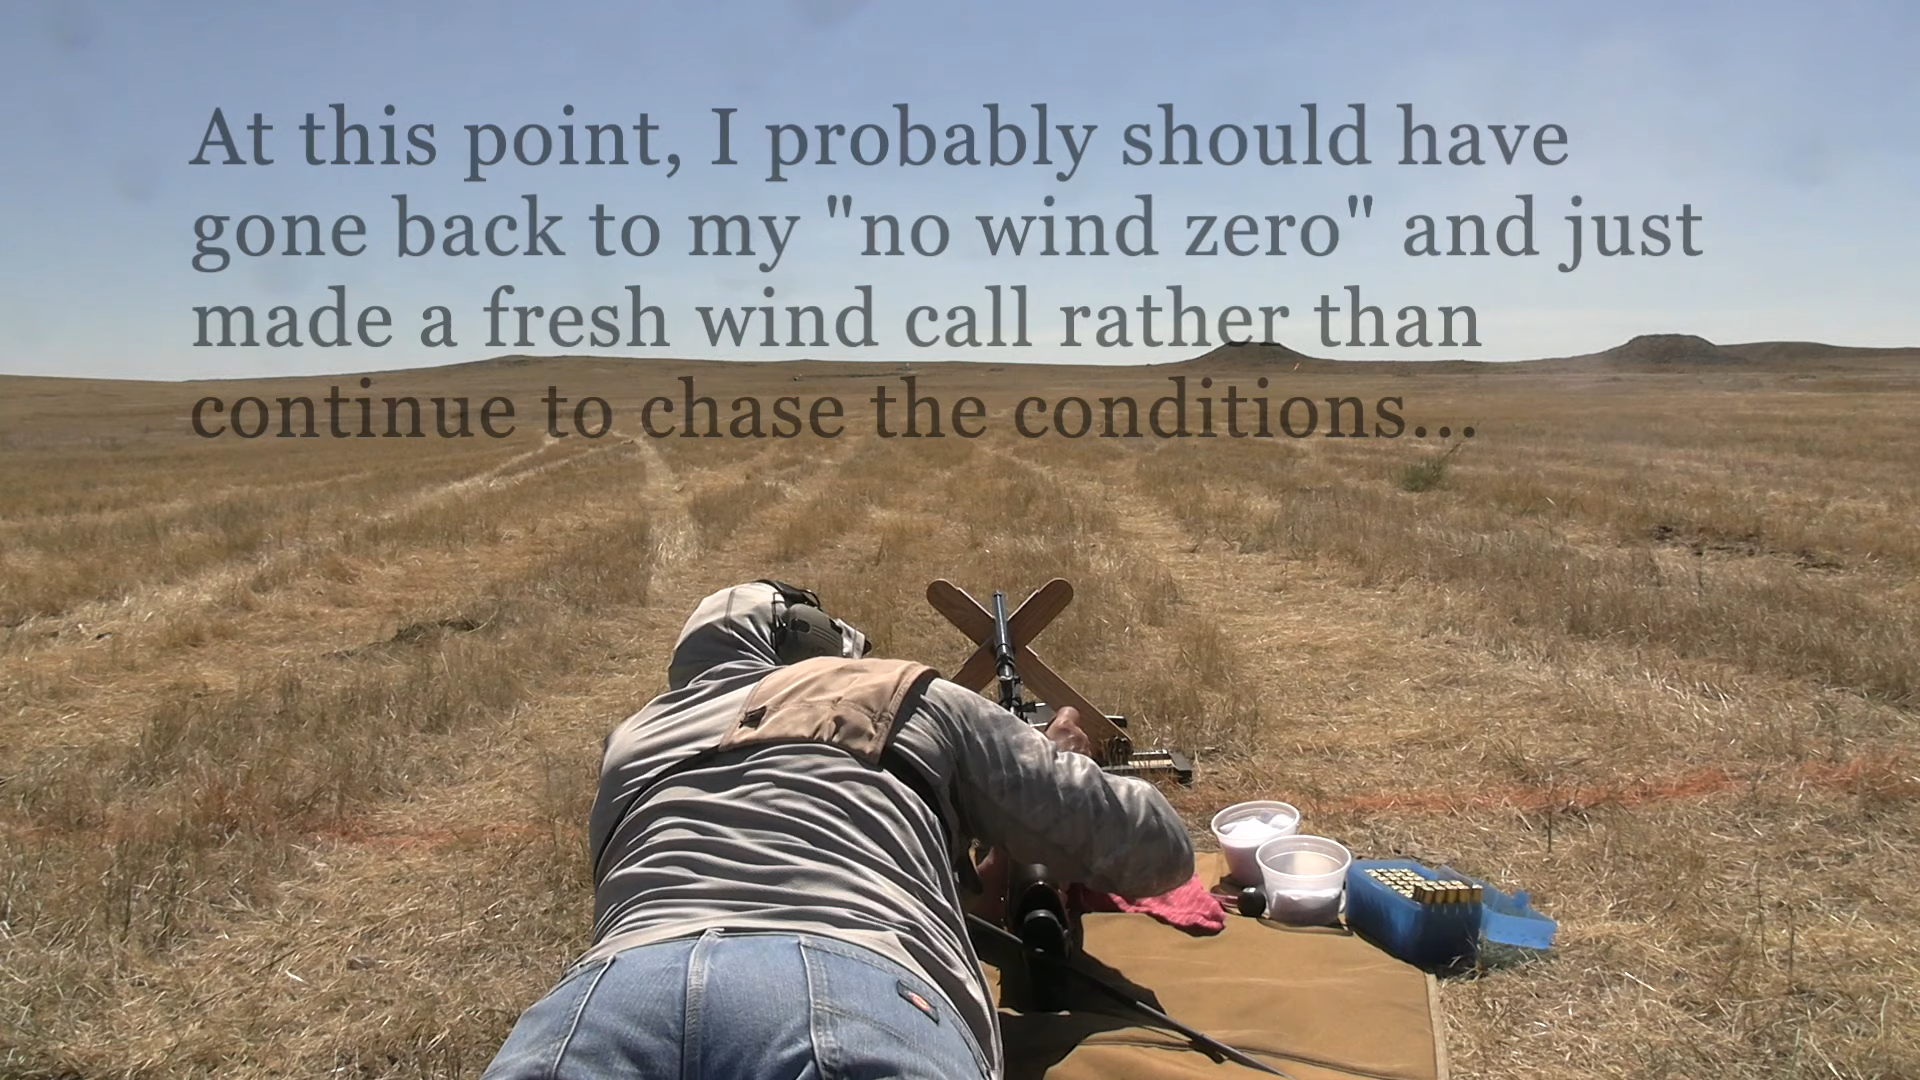 At this point, I probably should have
gone back to my "no wind zero" and just
made a fresh wind call rather than
continue to chase the conditions...